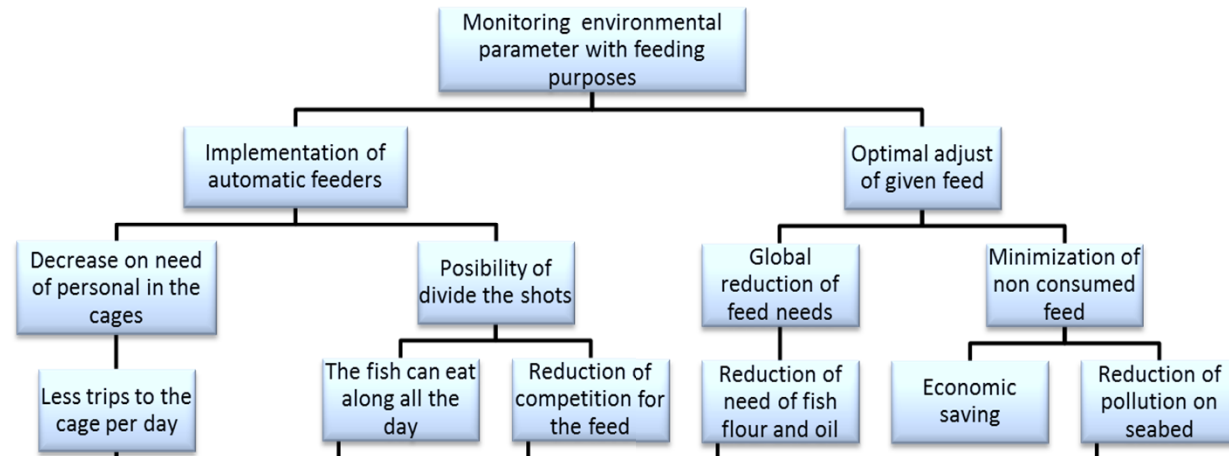 Monitoring environmental
parameter with feeding
purposes
Implementation of
automatic feeders
Optimal adjust
of given feed
Decrease on need
of personal in the
cages
Posibility of
divide the shots
Global
reduction of
feed needs
Minimization of
non consumed
feed
Less trips to the
cage per day
The fish can eat
along all the
day
Reduction of
competition for
the feed
Reduction of
need of fish
flour and oil
Economic
saving
Reduction of
pollution on
seabed